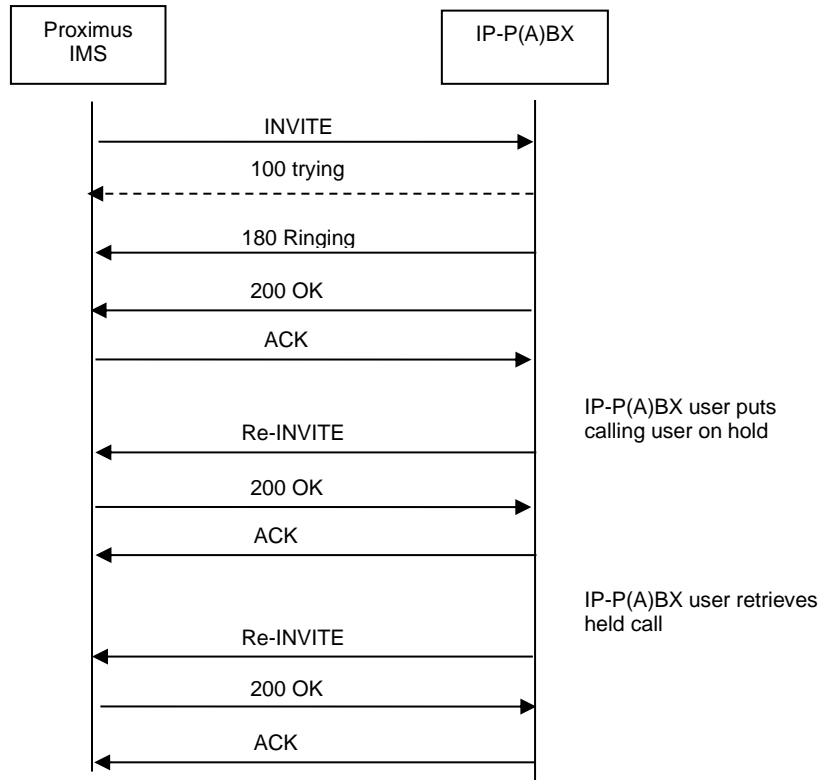 Proximus
IMS
IP-P(A)BX
INVITE
100 trying
180 Ringing
200 OK
ACK
IP-P(A)BX user puts
calling user on hold
Re-INVITE
200 OK
ACK
IP-P(A)BX user retrieves
held call
Re-INVITE
200 OK
ACK